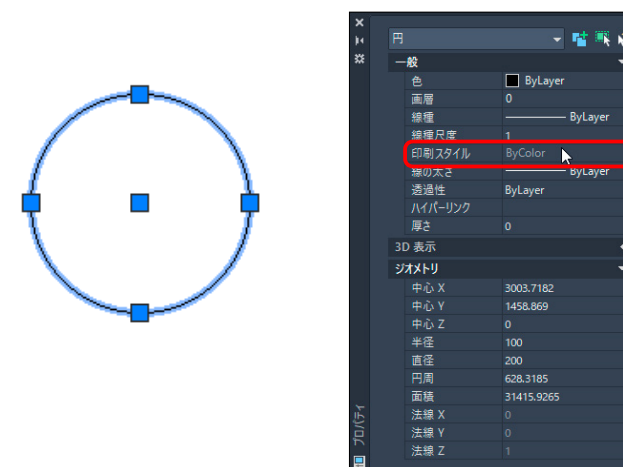 円
一般
色 ByLayer
画層 0
線種 ByLayer
線種尺度 1
印刷スタイル ByColor
線の太さ ByLayer
透過性 ByLayer
ハイパーリンク
厚さ 0
3D 表示
ジオメトリ
中心 X 3003.7182
中心 Y 1458.869
中心 Z 0
半径 100
直径 200
円周 628.3185
面積 31415.9265
法線 X 0
法線 Y 0
法線 Z 1
プロパティ